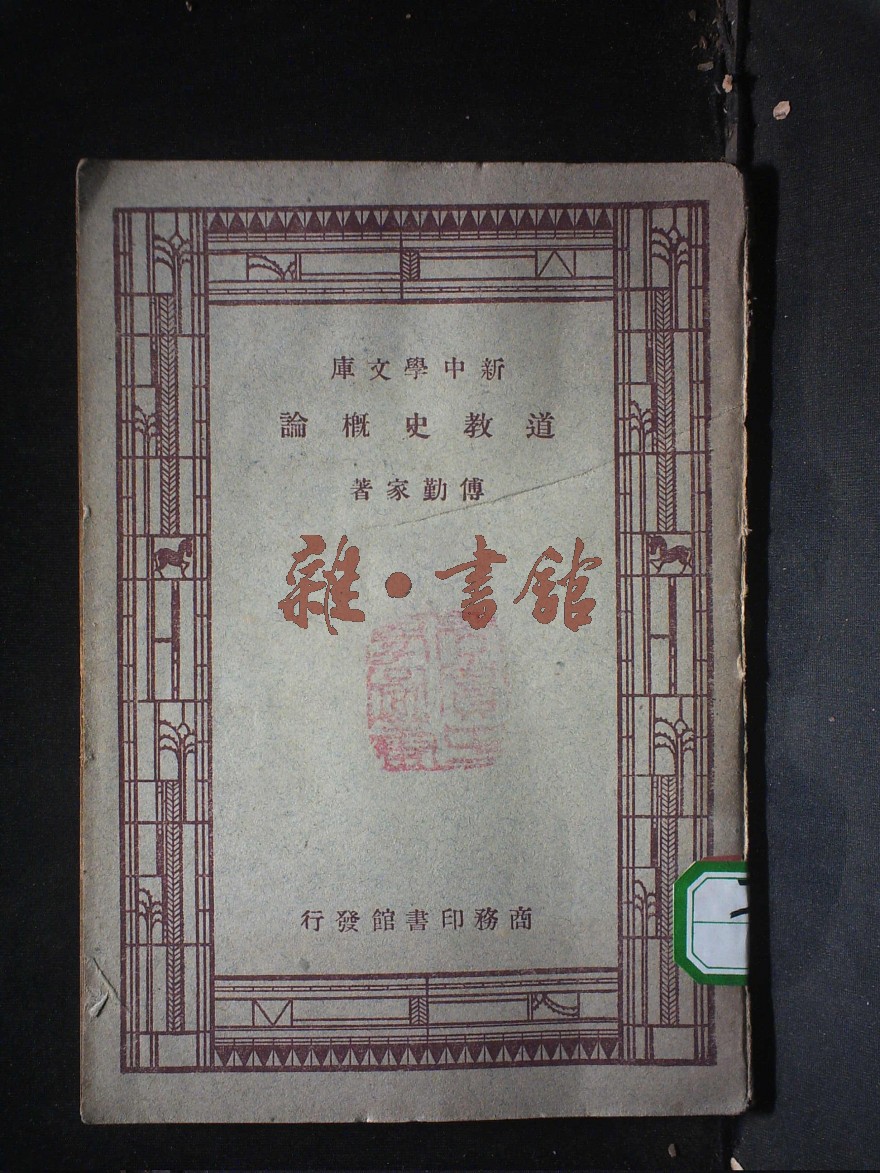 新中學文庫
道教史概論
傅勤家著
雜·書館
商務印書館發行